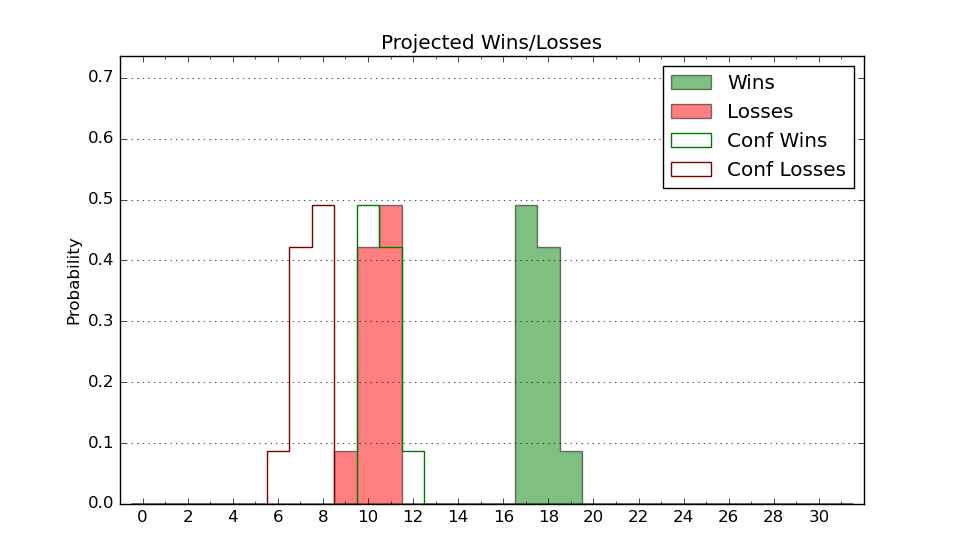 Projected Wins/Losses
Wins
Losses
Conf Wins
Conf Losses
Probability
0.7
0.6
0.5
0.4
0.3
0.2
0.1
0.0
0 2 4 6 8 10 12 14 16 18 20 22 24 26 28 30